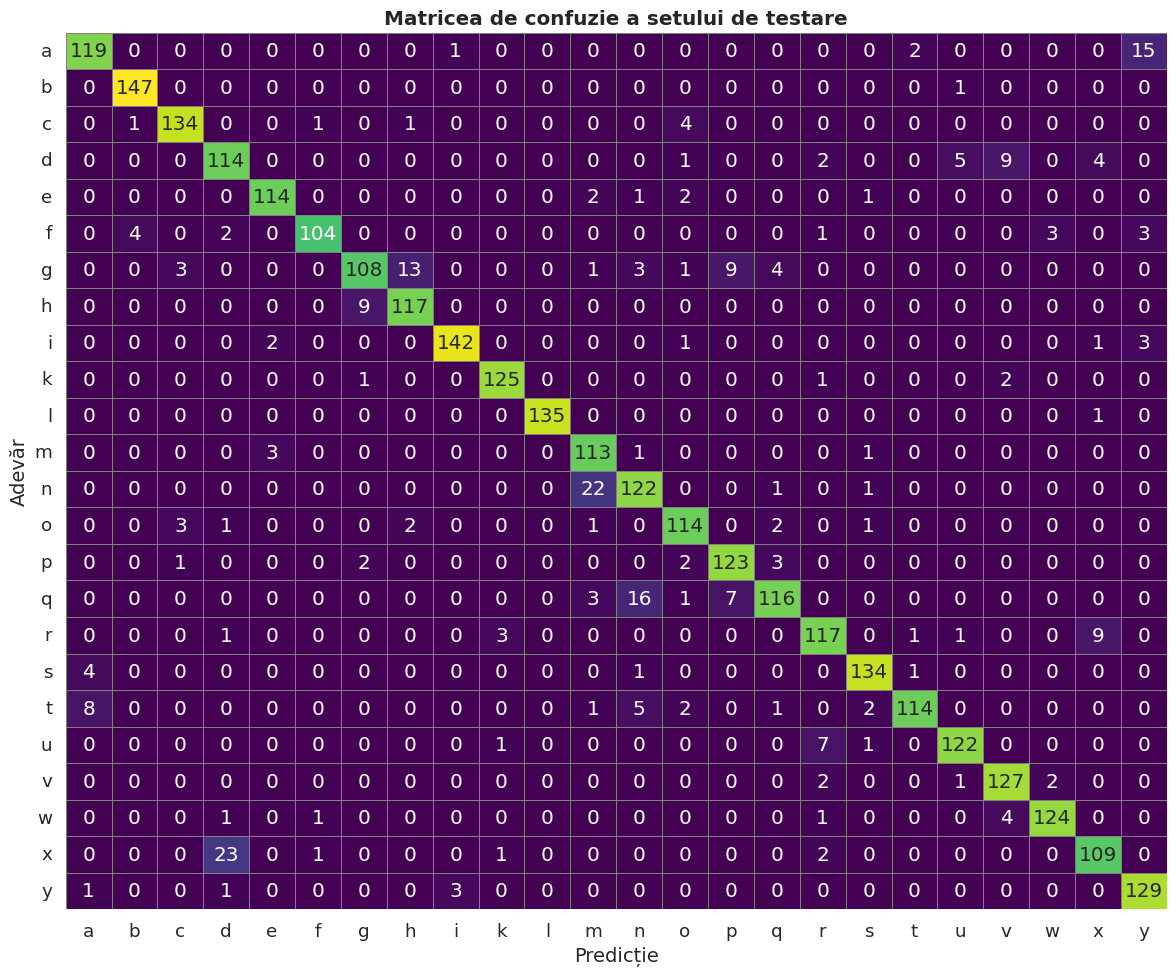 Matricea de confuzie a setului de testare
a 119 0 0 0 0 0 0 0 1 0 0 0 0 0 0 0 0 0 2 0 0 0 0 15
b 0 147 0 0 0 0 0 0 0 0 0 0 0 0 0 0 0 0 0 1 0 0 0 0
c 0 1 134 0 0 1 0 1 0 0 0 0 0 4 0 0 0 0 0 0 0 0 0 0
d 0 0 0 114 0 0 0 0 0 0 0 0 0 1 0 0 2 0 0 5 9 0 4 0
e 0 0 0 0 114 0 0 0 0 0 0 2 1 2 0 0 0 1 0 0 0 0 0 0
f 0 4 0 2 0 104 0 0 0 0 0 0 0 0 0 0 1 0 0 0 0 3 0 3
g 0 0 3 0 0 0 108 13 0 0 0 1 3 1 9 4 0 0 0 0 0 0 0 0
h 0 0 0 0 0 0 9 117 0 0 0 0 0 0 0 0 0 0 0 0 0 0 0 0
i 0 0 0 0 2 0 0 0 142 0 0 0 0 1 0 0 0 0 0 0 0 0 1 3
k 0 0 0 0 0 0 1 0 0 125 0 0 0 0 0 0 1 0 0 0 2 0 0 0
l 0 0 0 0 0 0 0 0 0 0 135 0 0 0 0 0 0 0 0 0 0 0 1 0
m 0 0 0 0 3 0 0 0 0 0 0 113 1 0 0 0 0 1 0 0 0 0 0 0
n 0 0 0 0 0 0 0 0 0 0 0 22 122 0 0 1 0 1 0 0 0 0 0 0
o 0 0 3 1 0 0 0 2 0 0 0 1 0 114 0 2 0 1 0 0 0 0 0 0
p 0 0 1 0 0 0 2 0 0 0 0 0 0 2 123 3 0 0 0 0 0 0 0 0
q 0 0 0 0 0 0 0 0 0 0 0 3 16 1 7 116 0 0 0 0 0 0 0 0
r 0 0 0 1 0 0 0 0 0 3 0 0 0 0 0 0 117 0 1 1 0 0 9 0
s 4 0 0 0 0 0 0 0 0 0 0 0 1 0 0 0 0 134 1 0 0 0 0 0
t 8 0 0 0 0 0 0 0 0 0 0 1 5 2 0 1 0 2 114 0 0 0 0 0
u 0 0 0 0 0 0 0 0 0 1 0 0 0 0 0 0 7 1 0 122 0 0 0 0
v 0 0 0 0 0 0 0 0 0 0 0 0 0 0 0 0 2 0 0 1 127 2 0 0
w 0 0 0 1 0 1 0 0 0 0 0 0 0 0 0 0 1 0 0 0 4 124 0 0
x 0 0 0 23 0 1 0 0 0 1 0 0 0 0 0 0 2 0 0 0 0 0 109 0
y 1 0 0 1 0 0 0 0 3 0 0 0 0 0 0 0 0 0 0 0 0 0 0 129
a b c d e f g h i k l m n o p q r s t u v w x y
Predicție
Adevăr